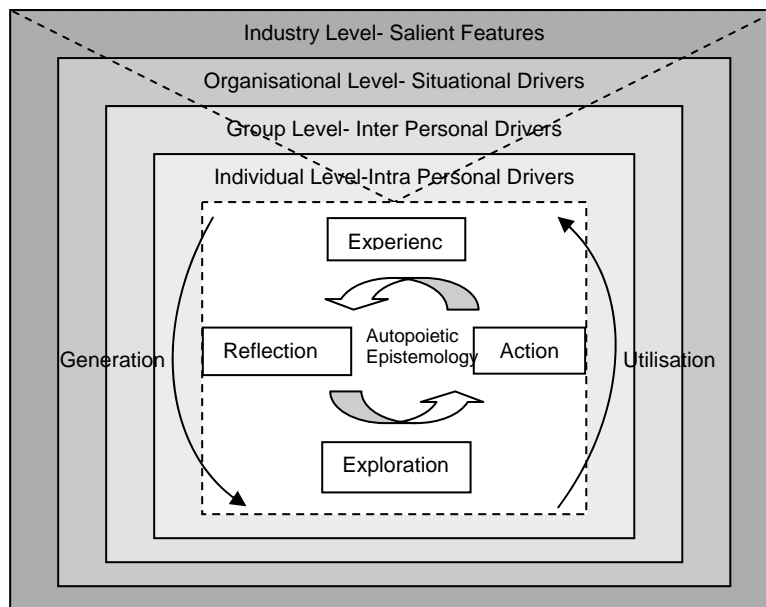 Industry Level- Salient Features
Organisational Level- Situational Drivers
Group Level- Inter Personal Drivers
Individual Level-Intra Personal Drivers
Experienc
Reflection
Autopoietic
Epistemology
Action
Generation
Utilisation
Exploration